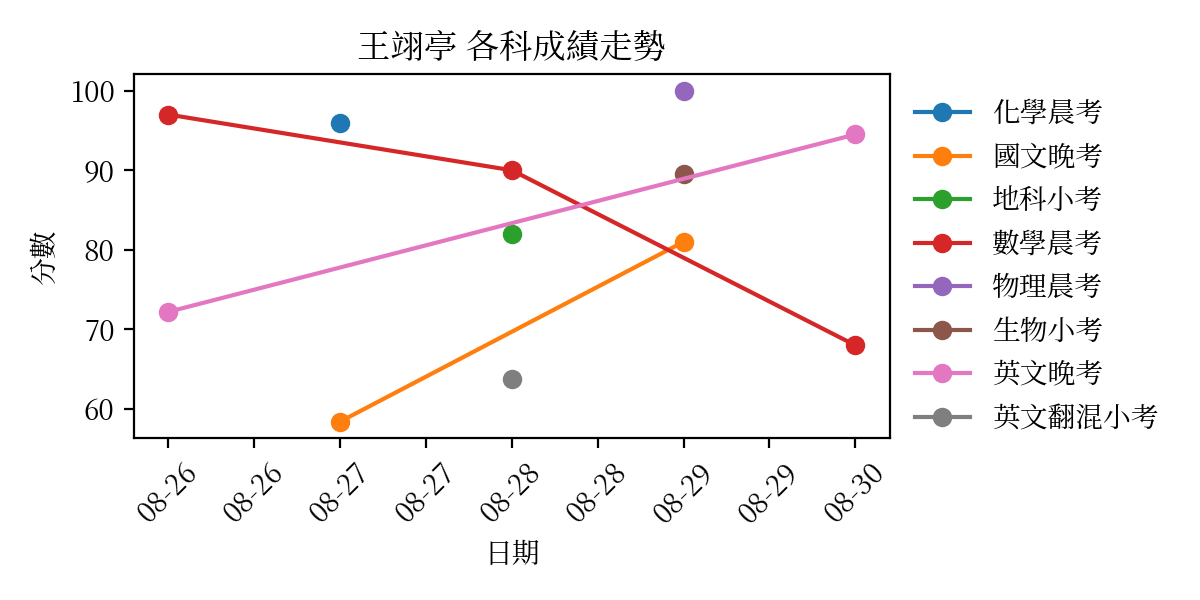 王翊亭 各科成績走勢
分數
100
90
80
70
60
08-26
08-26
08-27
08-27
08-28
08-28
08-29
08-29
08-30
日期
化學晨考
國文晚考
地科小考
數學晨考
物理晨考
生物小考
英文晚考
英文翻混小考